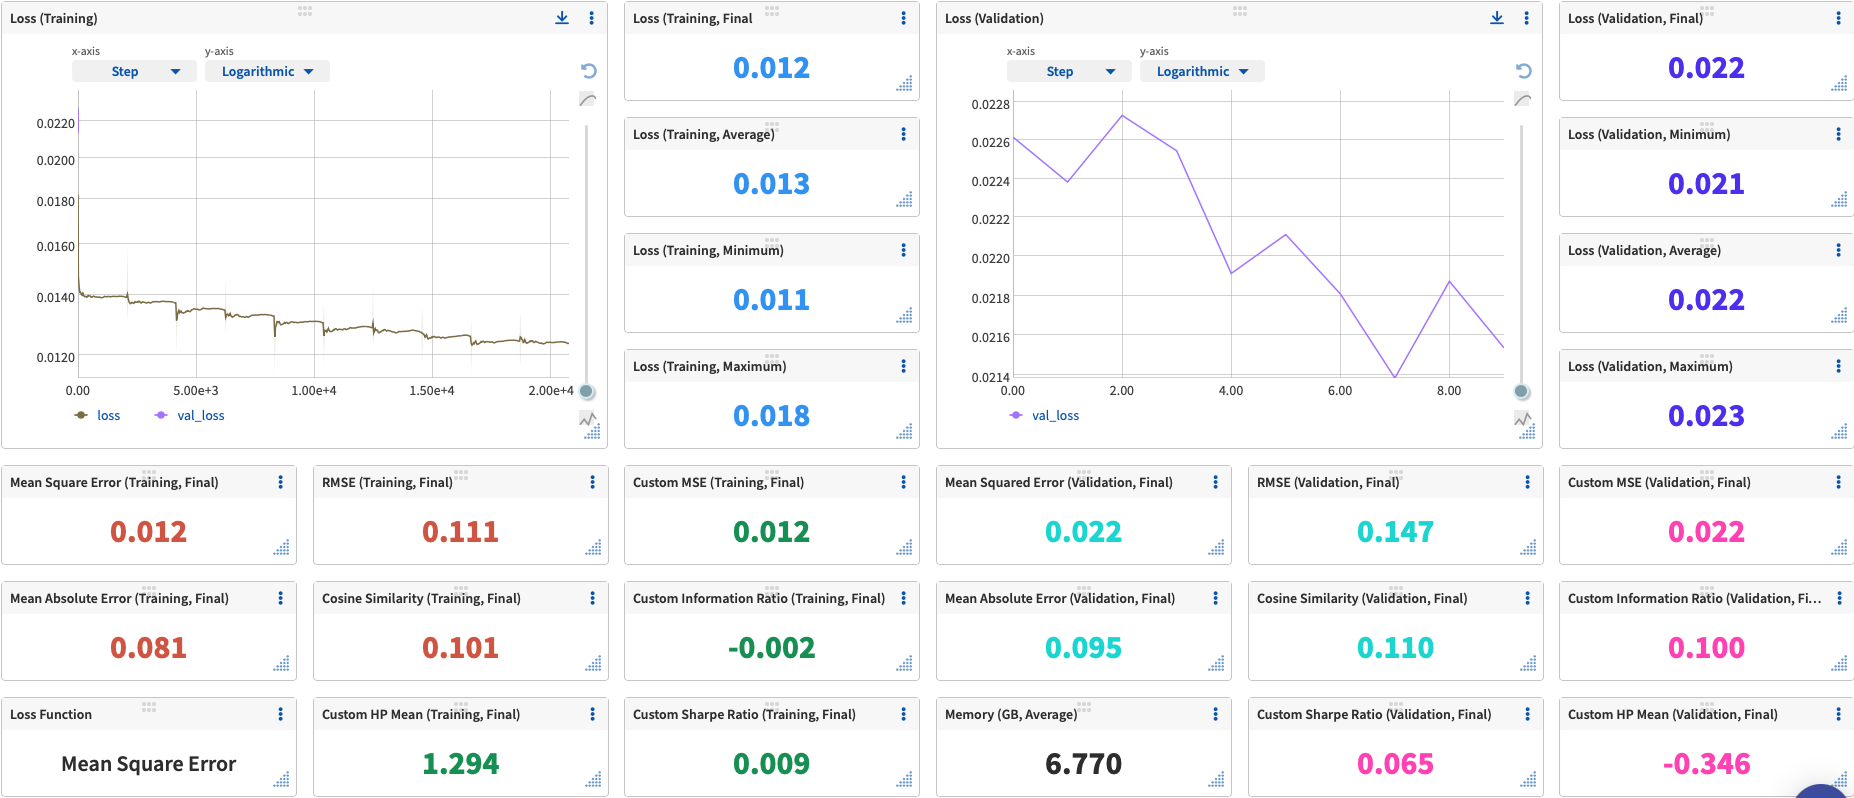 Loss (Training)
x-axis
y-axis
Step
Logarithmic
0.0220
0.0200
0.0180
0.0160
0.0140
0.0120
0.00
5.00e+3
1.00e+4
1.50e+4
2.00e+4
loss
val_loss
Loss (Training, Final
0.012
Loss (Training, Average)
0.013
Loss (Training, Minimum)
0.011
Loss (Training, Maximum)
0.018
Loss (Validation)
x-axis
y-axis
Step
Logarithmic
0.0228
0.0226
0.0224
0.0222
0.0220
0.0218
0.0216
0.0214
0.00
2.00
4.00
6.00
8.00
val_loss
Loss (Validation, Final)
0.022
Loss (Validation, Minimum)
0.021
Loss (Validation, Average)
0.022
Loss (Validation, Maximum)
0.023
Mean Square Error (Training, Final)
0.012
RMSE (Training, Final)
0.111
Custom MSE (Training, Final)
0.012
Mean Squared Error (Validation, Final)
0.022
RMSE (Validation, Final)
0.147
Custom MSE (Validation, Final)
0.022
Mean Absolute Error (Training, Final)
0.081
Cosine Similarity (Training, Final)
0.101
Custom Information Ratio (Training, Final)
-0.002
Mean Absolute Error (Validation, Final)
0.095
Cosine Similarity (Validation, Final)
0.110
Custom Information Ratio (Validation, Fi...
0.100
Loss Function
Mean Square Error
Custom HP Mean (Training, Final)
1.294
Custom Sharpe Ratio (Training, Final)
0.009
Memory (GB, Average)
6.770
Custom Sharpe Ratio (Validation, Final)
0.065
Custom HP Mean (Validation, Final)
-0.346